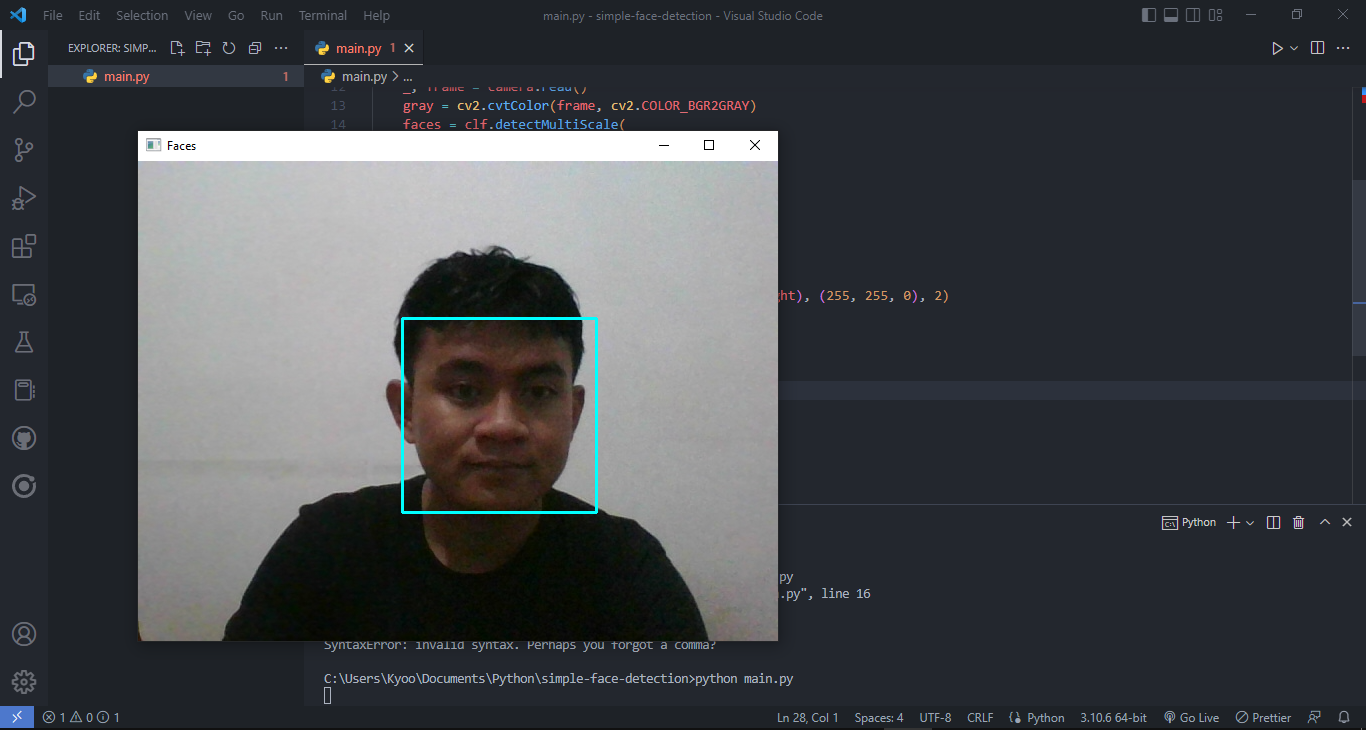 File Edit Selection View Go Run Terminal Help main.py - simple-face-detection - Visual Studio Code
EXPLORER: SIMP...
main.py 1
main.py 1
main.py > ...
12 _, frame = camera.read()
13 gray = cv2.cvtColor(frame, cv2.COLOR_BGR2GRAY)
14 faces = clf.detectMultiScale(
Faces
ht), (255, 255, 0), 2)
Python
py
.py", line 16
SyntaxError: invalid syntax. Perhaps you forgot a comma?
C:\Users\Kyoo\Documents\Python\simple-face-detection>python main.py
1 0 1 Ln 28, Col 1 Spaces: 4 UTF-8 CRLF Python 3.10.6 64-bit Go Live Prettier